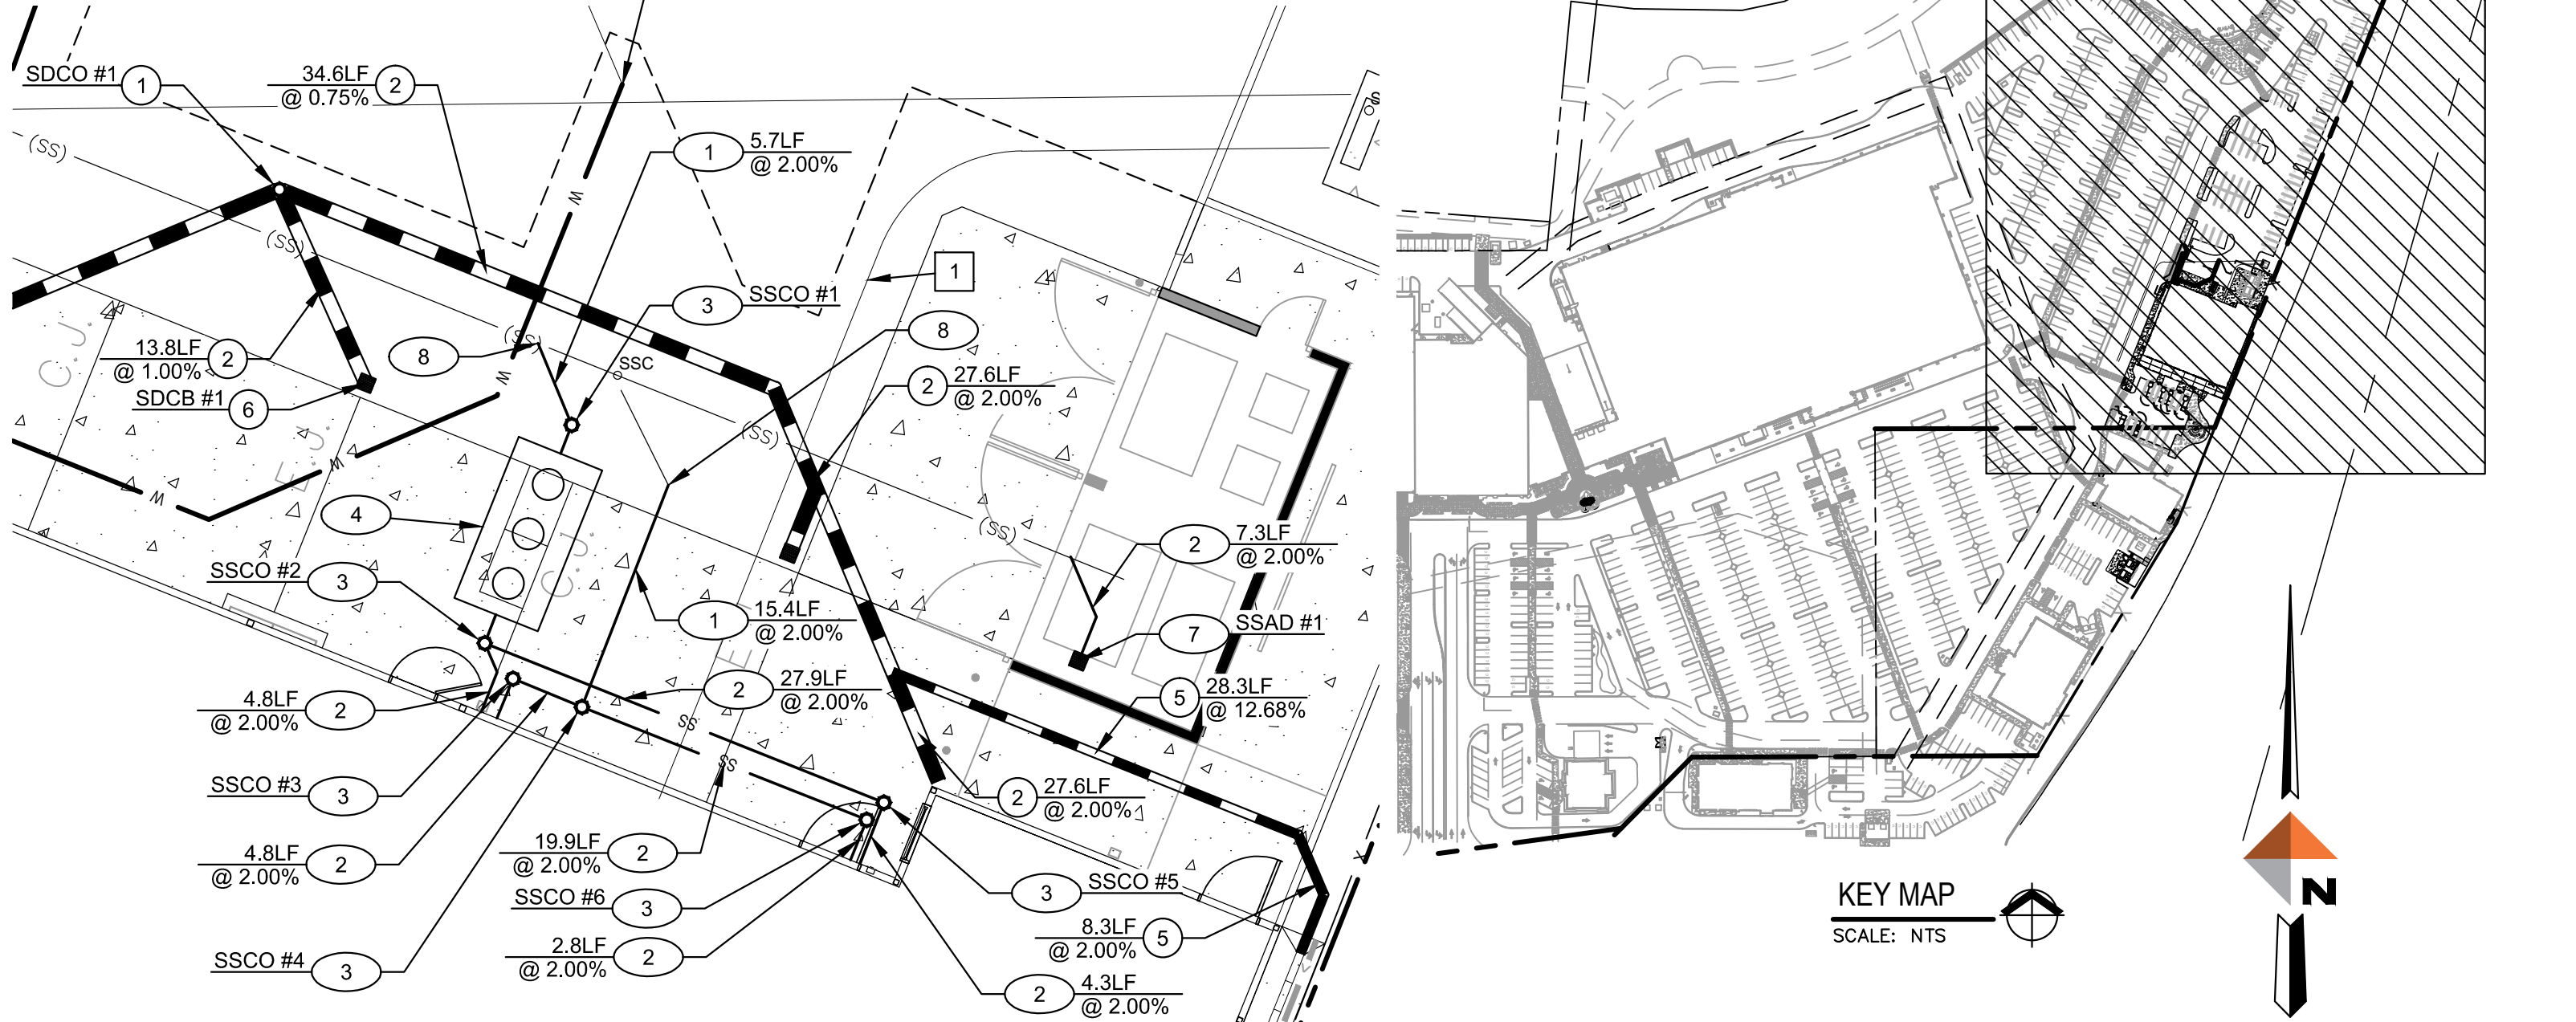 SDCO #1 1
34.6LF 2
@ 0.75%
1 5.7LF
@ 2.00%
(SS)
W
(SS)
1
3 SSCO #1
8
13.8LF 2
@ 1.00%
8
(SS)
SSC
2 27.6LF
@ 2.00%
W
SDCB #1 6
C.J.
(SS)
E.J.
W
W
4
(SS)
2 7.3LF
@ 2.00%
C.J.
SSCO #2 3
1 15.4LF
@ 2.00%
7 SSAD #1
E
2 27.9LF
@ 2.00%
5 28.3LF
@ 12.68%
4.8LF 2
@ 2.00%
SS
SS
SSCO #3 3
2 27.6LF
@ 2.00%
4.8LF 2
@ 2.00%
19.9LF 2
@ 2.00%
3 SSCO #5
SSCO #6 3
8.3LF 5
@ 2.00%
2.8LF 2
@ 2.00%
SSCO #4 3
2 4.3LF
@ 2.00%
KEY MAP
SCALE: NTS
N